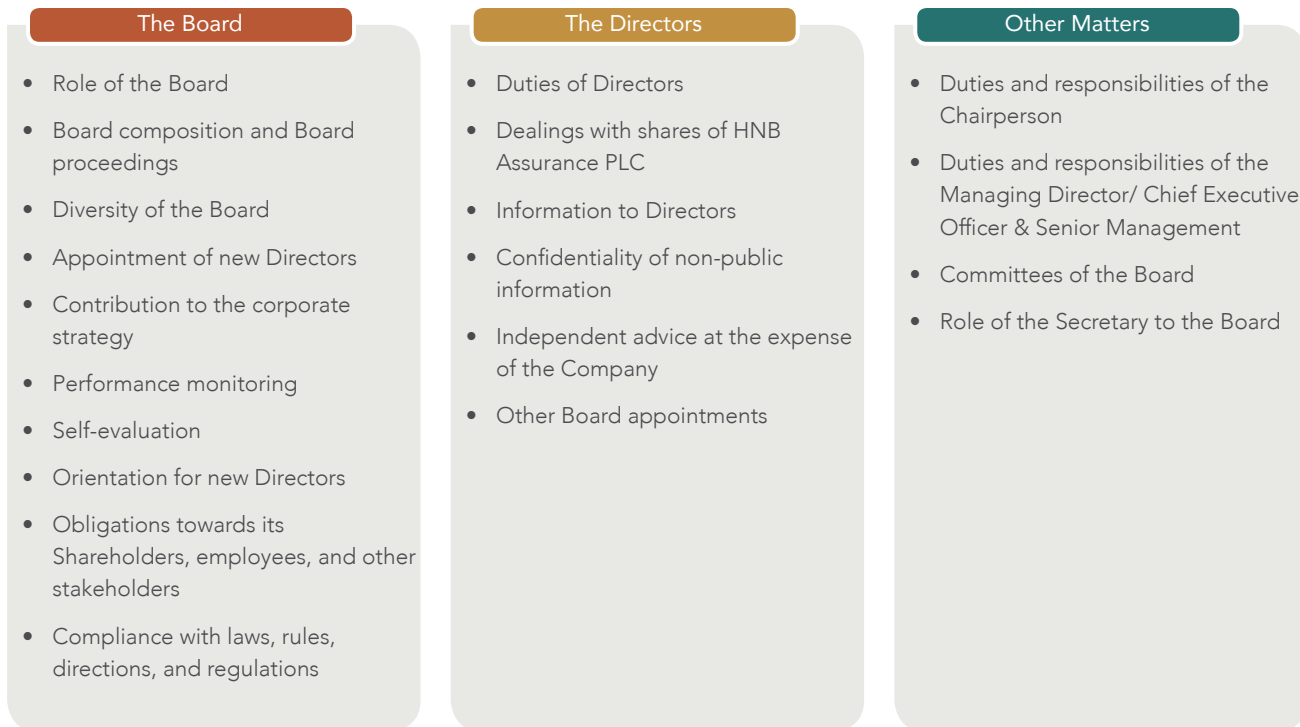 The Board
• Role of the Board
• Board composition and Board
proceedings
• Diversity of the Board
• Appointment of new Directors
• Contribution to the corporate
strategy
• Performance monitoring
• Self-evaluation
• Orientation for new Directors
• Obligations towards its
Shareholders, employees, and other
stakeholders
• Compliance with laws, rules,
directions, and regulations
The Directors
• Duties of Directors
• Dealings with shares of HNB
Assurance PLC
• Information to Directors
• Confidentiality of non-public
information
• Independent advice at the expense
of the Company
• Other Board appointments
Other Matters
• Duties and responsibilities of the
Chairperson
• Duties and responsibilities of the
Managing Director/ Chief Executive
Officer & Senior Management
• Committees of the Board
• Role of the Secretary to the Board